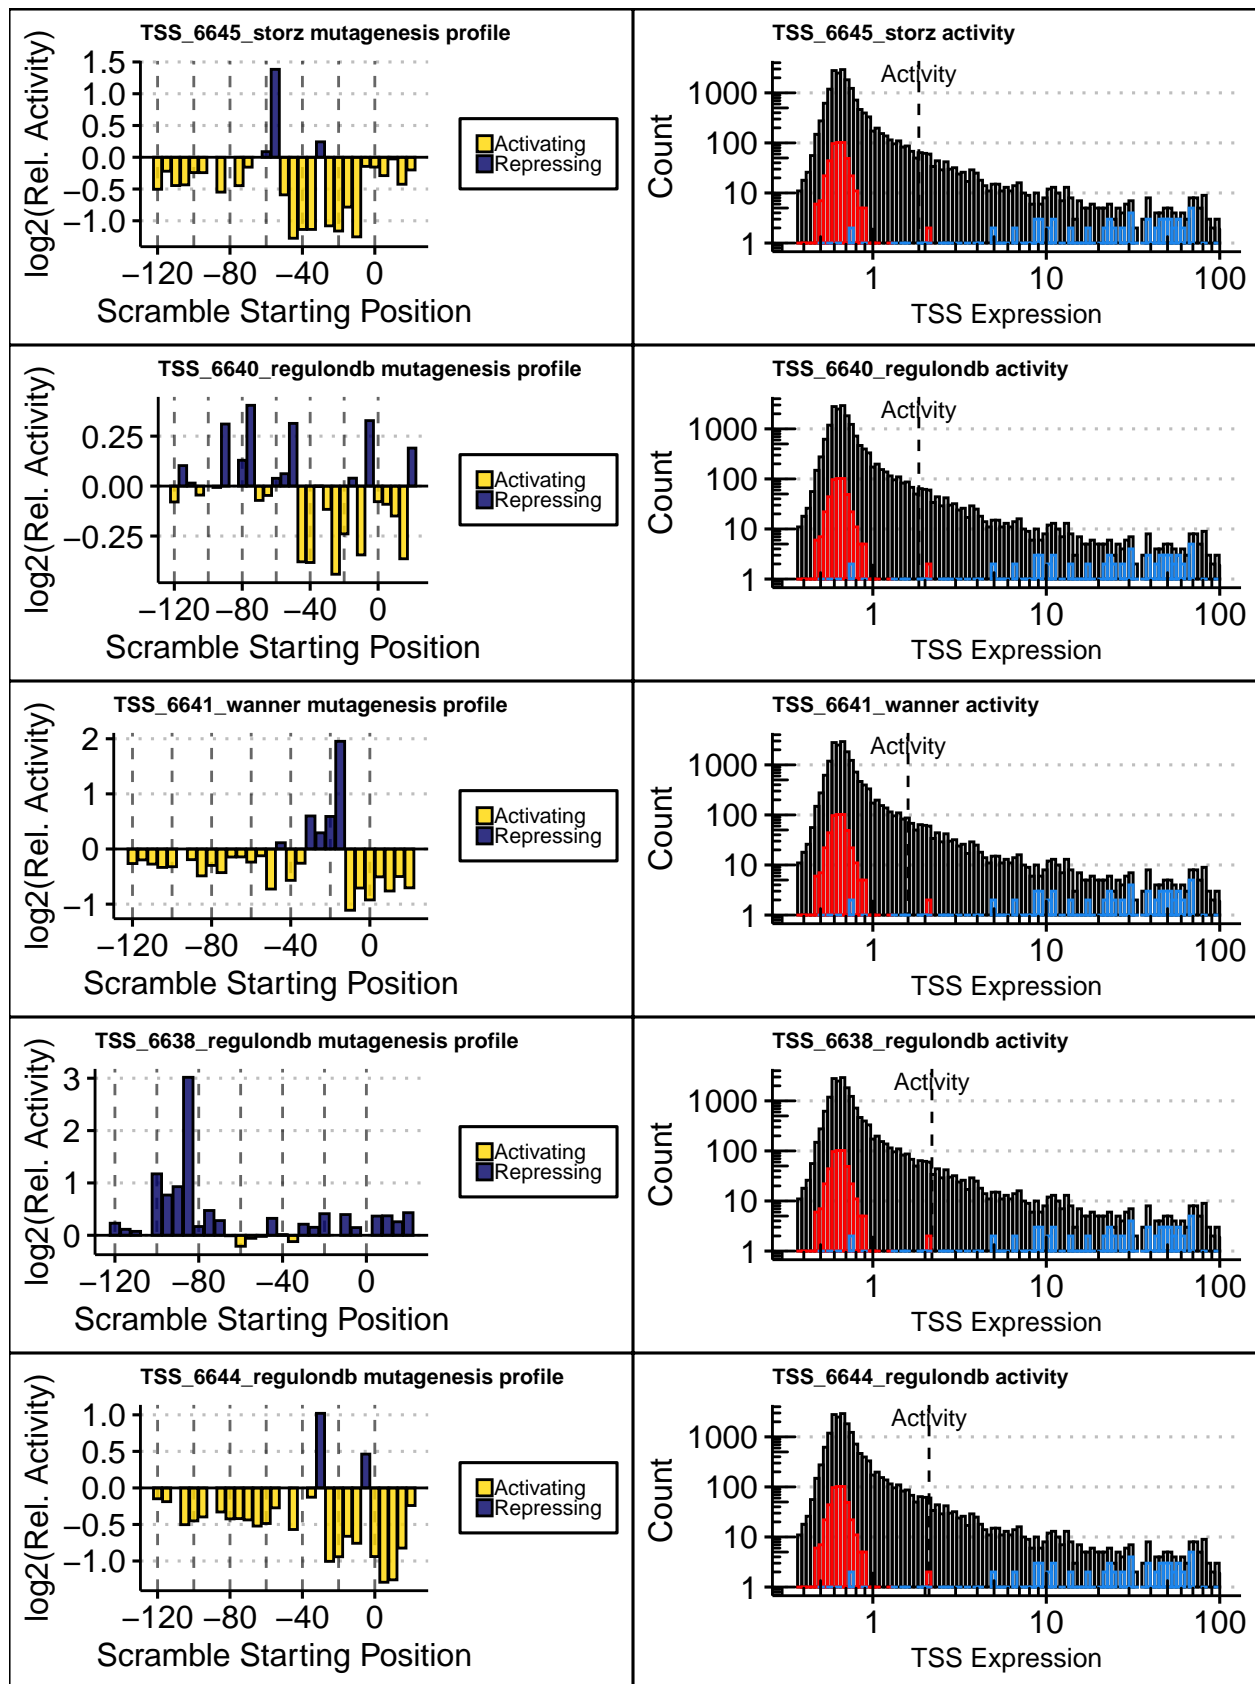 TSS_6645_storz mutagenesis profile
log2(Rel. Activity)
1.5
1.0
0.5
0.0
−0.5
−1.0
−120 −80 −40 0
Scramble Starting Position
Activating
Repressing
TSS_6645_storz activity
Count
1000
100
10
1
Activity
1 10 100
TSS Expression
TSS_6640_regulondb mutagenesis profile
log2(Rel. Activity)
0.25
0.00
−0.25
−120 −80 −40 0
Scramble Starting Position
Activating
Repressing
TSS_6640_regulondb activity
Count
1000
100
10
1
Activity
1 10 100
TSS Expression
TSS_6641_wanner mutagenesis profile
log2(Rel. Activity)
2
1
0
−1
−120 −80 −40 0
Scramble Starting Position
Activating
Repressing
TSS_6641_wanner activity
Count
1000
100
10
1
Activity
1 10 100
TSS Expression
TSS_6638_regulondb mutagenesis profile
log2(Rel. Activity)
3
2
1
0
−120 −80 −40 0
Scramble Starting Position
Activating
Repressing
TSS_6638_regulondb activity
Count
1000
100
10
1
Activity
1 10 100
TSS Expression
TSS_6644_regulondb mutagenesis profile
log2(Rel. Activity)
1.0
0.5
0.0
−0.5
−1.0
−120 −80 −40 0
Scramble Starting Position
Activating
Repressing
TSS_6644_regulondb activity
Count
1000
100
10
1
Activity
1 10 100
TSS Expression